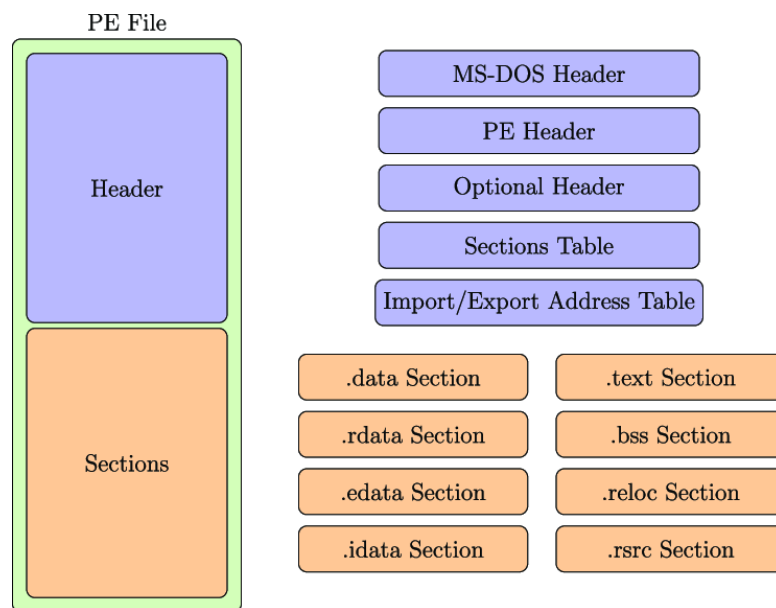 PE File
Header
Sections
MS-DOS Header
PE Header
Optional Header
Sections Table
Import/Export Address Table
.data Section
.text Section
.rdata Section
.bss Section
.edata Section
.reloc Section
.idata Section
.rsrc Section